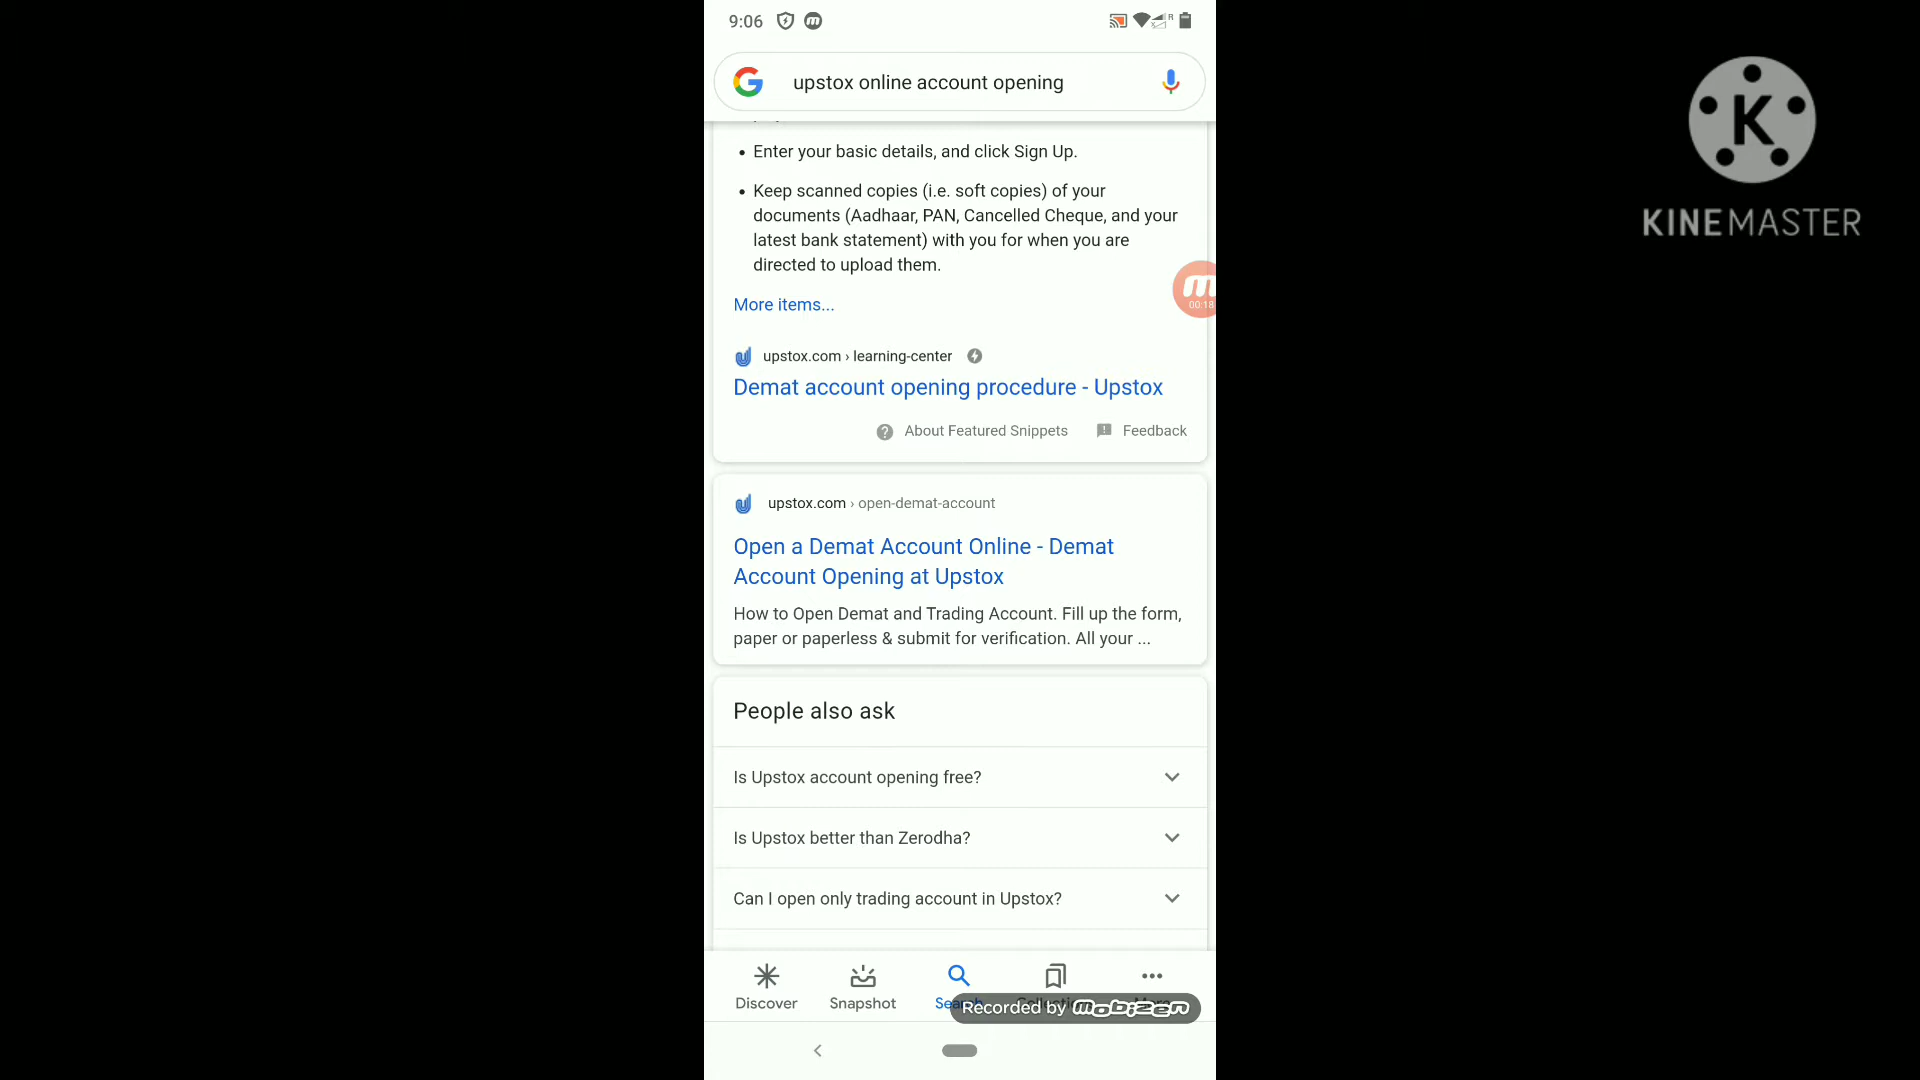 9:06
R
upstox online account opening
• Enter your basic details, and click Sign Up.
• Keep scanned copies (i.e. soft copies) of your
documents (Aadhaar, PAN, Cancelled Cheque, and your
latest bank statement) with you for when you are
directed to upload them.
00:18
More items...
upstox.com › learning-center
Demat account opening procedure - Upstox
About Featured Snippets
Feedback
upstox.com › open-demat-account
Open a Demat Account Online - Demat
Account Opening at Upstox
How to Open Demat and Trading Account. Fill up the form,
paper or paperless & submit for verification. All your ...
People also ask
Is Upstox account opening free?
Is Upstox better than Zerodha?
Can I open only trading account in Upstox?
Discover
Snapshot
Recorded by mobizen
K
KINEMASTER